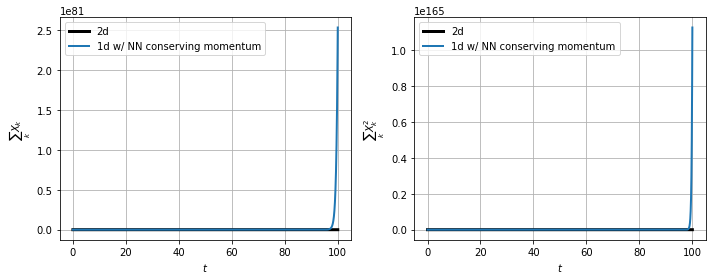 1e81
2d
1d w/ NN conserving momentum
2.5
2.0
1.5
1.0
0.5
0.0
∑ₖ Xₖ
0 20 40 60 80 100
t
1e165
2d
1d w/ NN conserving momentum
1.0
0.8
0.6
0.4
0.2
0.0
∑ₖ Xₖ²
0 20 40 60 80 100
t